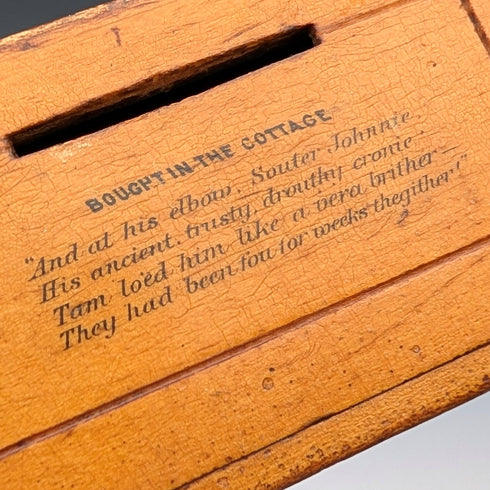 BOUGHT IN THE COTTAGE
"And at his elbow, Souter Johnnie.
His ancient, trusty, drouthy cronie.
Tam lo'ed him like a vera brither
They had been fou for weeks thegither!"